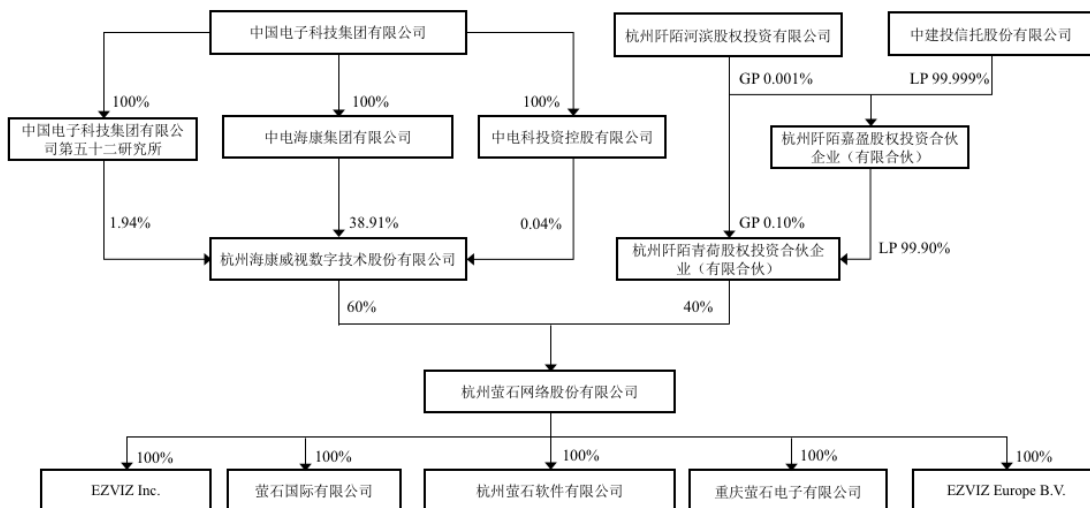 中国电子科技集团有限公司
杭州阡陌河滨股权投资有限公司
中建投信托股份有限公司
100%
100%
100%
GP 0.001%
LP 99.999%
中国电子科技集团有限公
司第五十二研究所
中电海康集团有限公司
中电科投资控股有限公司
杭州阡陌嘉盈股权投资合伙
企业（有限合伙）
1.94%
38.91%
0.04%
GP 0.10%
LP 99.90%
杭州海康威视数字技术股份有限公司
杭州阡陌青荷股权投资合伙企
业（有限合伙）
60%
40%
杭州萤石网络股份有限公司
100%
100%
100%
100%
100%
EZVIZ Inc.
萤石国际有限公司
杭州萤石软件有限公司
重庆萤石电子有限公司
EZVIZ Europe B.V.